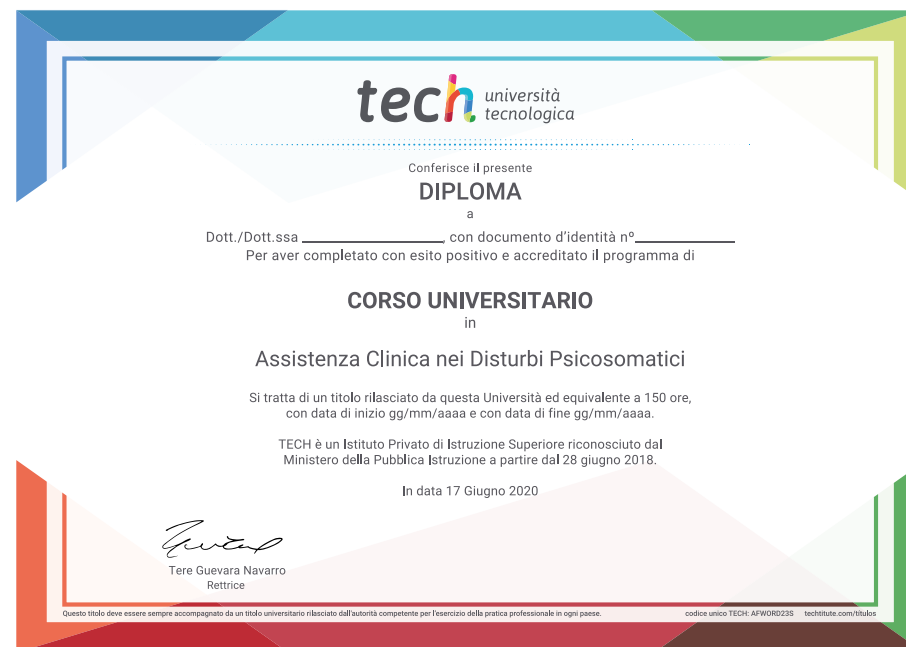 tech università
tecnologica
Conferisce il presente
DIPLOMA
a
Dott./Dott.ssa _________________, con documento d'identità nº____________
Per aver completato con esito positivo e accreditato il programma di
CORSO UNIVERSITARIO
in
Assistenza Clinica nei Disturbi Psicosomatici
Si tratta di un titolo rilasciato da questa Università ed equivalente a 150 ore,
con data di inizio gg/mm/aaaa e con data di fine gg/mm/aaaa.
TECH è un Istituto Privato di Istruzione Superiore riconosciuto dal
Ministero della Pubblica Istruzione a partire dal 28 giugno 2018.
In data 17 Giugno 2020
Tere Guevara Navarro
Rettrice
Questo titolo deve essere sempre accompagnato da un titolo universitario rilasciato dall'autorità competente per l'esercizio della pratica professionale in ogni paese. codice unico TECH: AFWORD23S techtitute.com/títulos